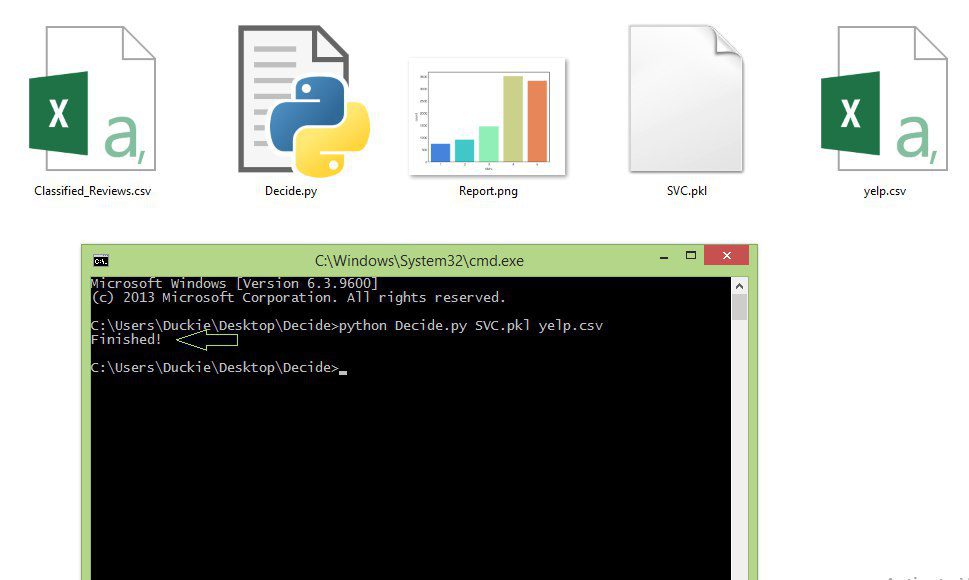 Classified_Reviews.csv
Decide.py
Report.png
SVC.pkl
yelp.csv
C:\Windows\System32\cmd.exe
Microsoft Windows [Version 6.3.9600]
(c) 2013 Microsoft Corporation. All rights reserved.
C:\Users\Duckie\Desktop\Decide>python Decide.py SVC.pkl yelp.csv
Finished!
C:\Users\Duckie\Desktop\Decide>